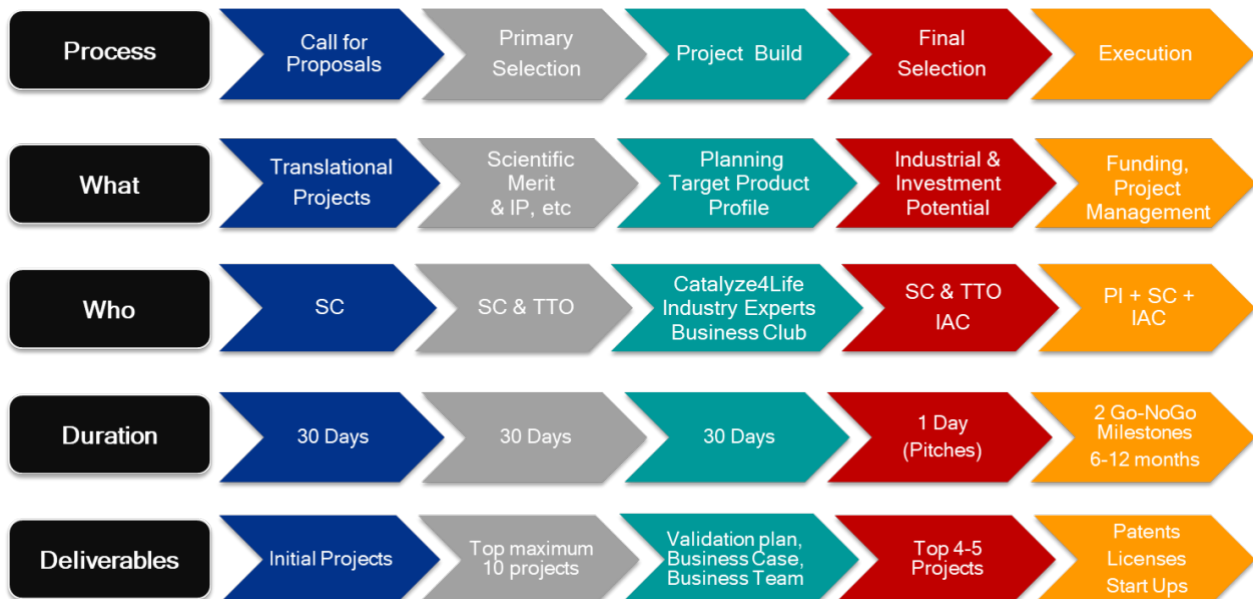 Process
Call for
Proposals
Primary
Selection
Project Build
Final
Selection
Execution
What
Translational
Projects
Scientific
Merit
& IP, etc
Planning
Target Product
Profile
Industrial &
Investment
Potential
Funding,
Project
Management
Who
SC
SC & TTO
Catalyze4Life
Industry Experts
Business Club
SC & TTO
IAC
PI + SC +
IAC
Duration
30 Days
30 Days
30 Days
1 Day
(Pitches)
2 Go-NoGo
Milestones
6-12 months
Deliverables
Initial Projects
Top maximum
10 projects
Validation plan,
Business Case,
Business Team
Top 4-5
Projects
Patents
Licenses
Start Ups